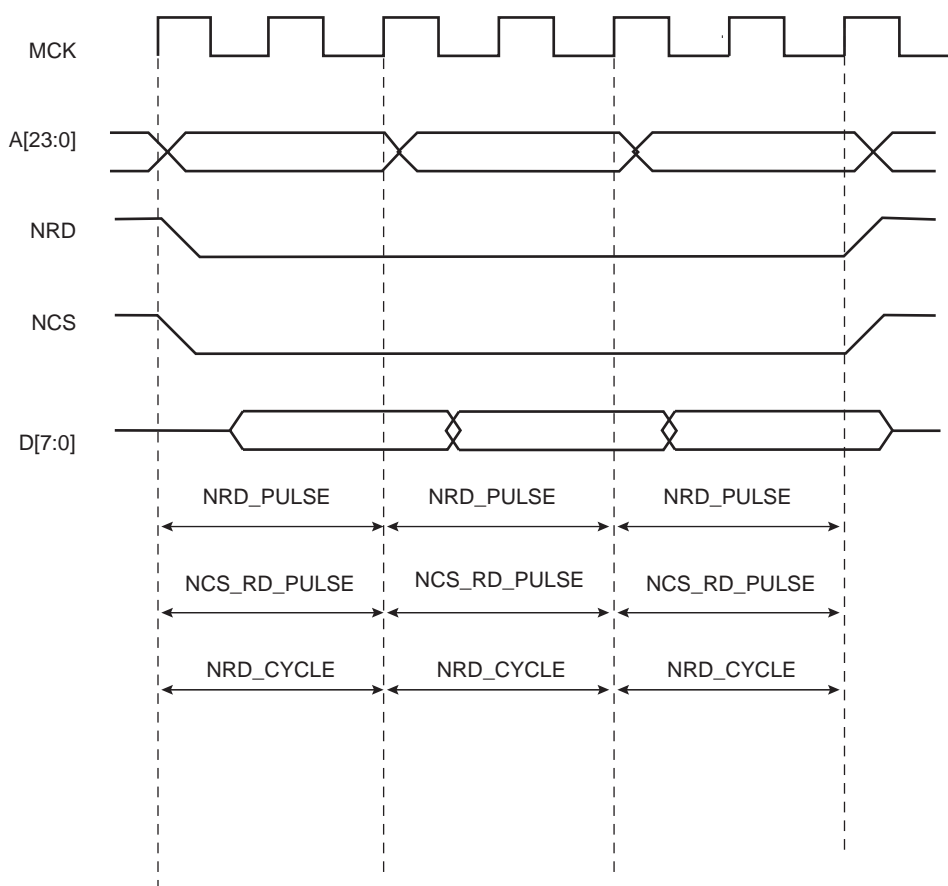 MCK
A[23:0]
NRD
NCS
D[7:0]
NRD_PULSE NRD_PULSE NRD_PULSE
NCS_RD_PULSE NCS_RD_PULSE NCS_RD_PULSE
NRD_CYCLE NRD_CYCLE NRD_CYCLE